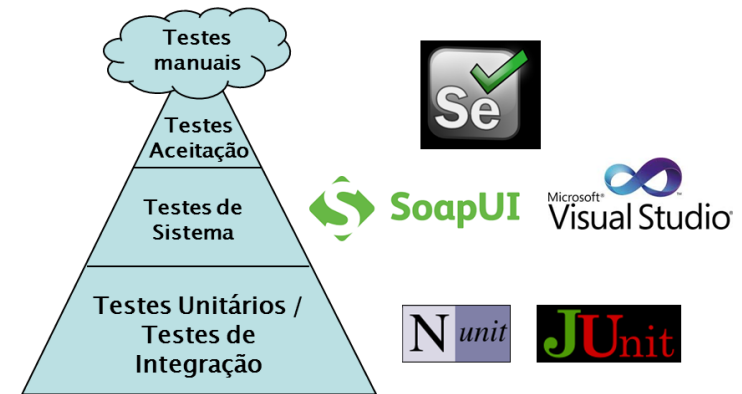 Testes
manuais
Testes
Aceitação
Se
Testes de
Sistema
SoapUI
Microsoft®
Visual Studio®
Testes Unitários /
Testes de
Integração
N unit
JUnit